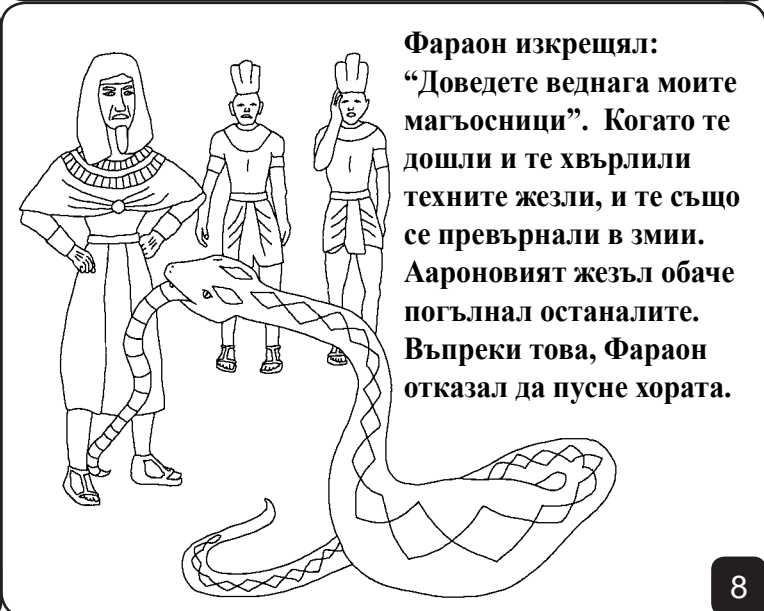 Фараон изкрещял:
“Доведете веднага моите
магъосници”.  Когато те
дошли и те хвърлили
техните жезли, и те също
се превърнали в змии.
Аароновият жезъл обаче
погълнал останалите.
Въпреки това, Фараон
отказал да пусне хората.
8